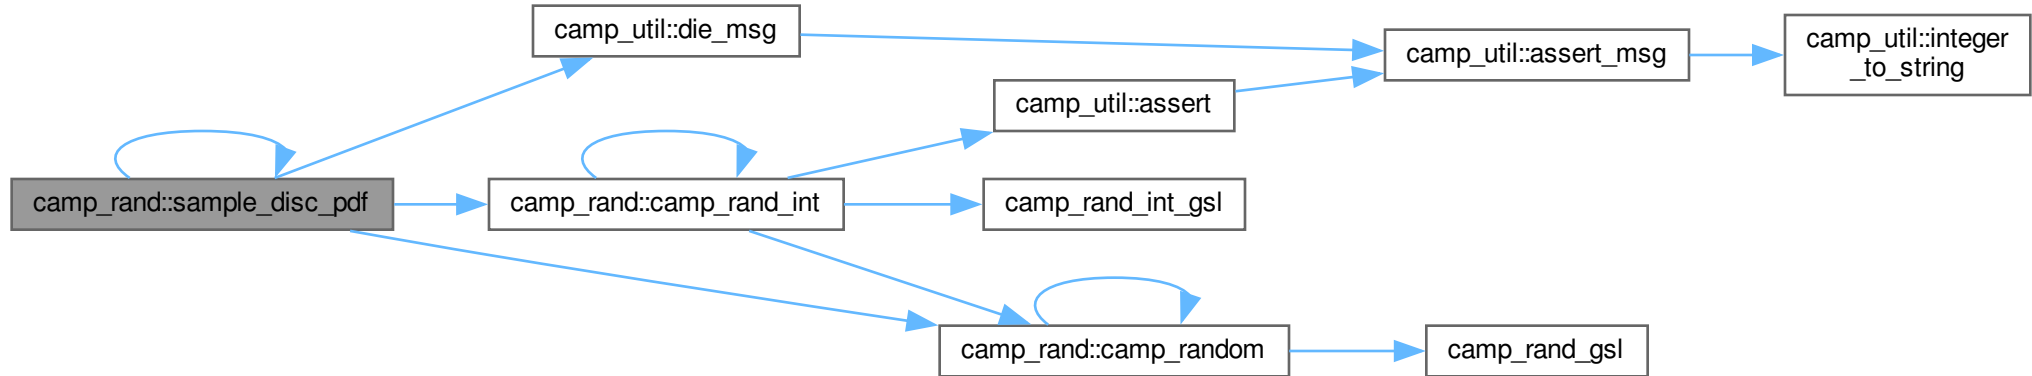 camp_rand::sample_disc_pdf
camp_util::die_msg
camp_rand::camp_rand_int
camp_util::assert
camp_rand_int_gsl
camp_rand::camp_random
camp_util::assert_msg
camp_rand_gsl
camp_util::integer
_to_string